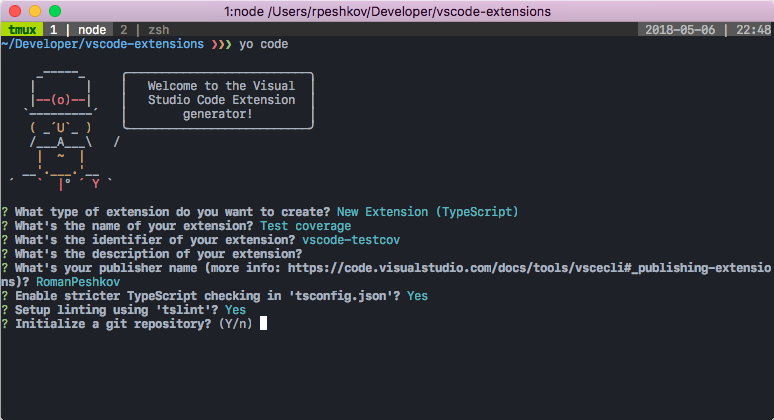 1:node /Users/rpeshkov/Developer/vscode-extensions
tmux 1 | node 2 | zsh 2018-05-06 | 22:48
~/Developer/vscode-extensions ❯❯❯ yo code
Welcome to the Visual
Studio Code Extension
generator!
? What type of extension do you want to create? New Extension (TypeScript)
? What's the name of your extension? Test coverage
? What's the identifier of your extension? vscode-testcov
? What's the description of your extension?
? What's your publisher name (more info: https://code.visualstudio.com/docs/tools/vscecli#_publishing-extensio
ns)? RomanPeshkov
? Enable stricter TypeScript checking in 'tsconfig.json'? Yes
? Setup linting using 'tslint'? Yes
? Initialize a git repository? (Y/n)